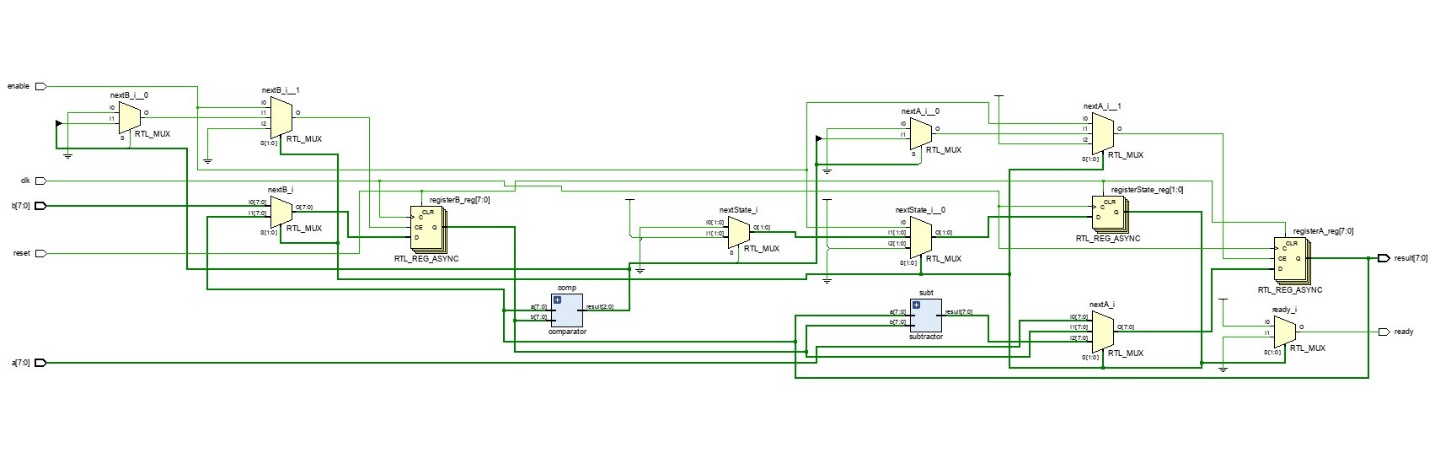 enable
nextB_i__0
I0
I1
O
S
RTL_MUX
nextB_i__1
I0
I1
I2
O
S[1:0]
RTL_MUX
nextA_i__0
I0
I1
O
S
RTL_MUX
nextA_i__1
I0
I1
I2
O
S[1:0]
RTL_MUX
clk
b[7:0]
nextB_i
I0[7:0]
I1[7:0]
O[7:0]
S[1:0]
RTL_MUX
registerB_reg[7:0]
CLR
C
CE
D
Q
RTL_REG_ASYNC
nextState_i
I0[1:0]
I1[1:0]
O[1:0]
S
RTL_MUX
nextState_i__0
I0
I1[1:0]
I2[1:0]
O[1:0]
S[1:0]
RTL_MUX
registerState_reg[1:0]
CLR
C
D
Q
RTL_REG_ASYNC
registerA_reg[7:0]
CLR
C
CE
D
Q
RTL_REG_ASYNC
result[7:0]
reset
comp
a[7:0]
b[7:0]
result[2:0]
comparator
subt
a[7:0]
b[7:0]
result[7:0]
subtractor
nextA_i
I0[7:0]
I1[7:0]
I2[7:0]
O[7:0]
S[1:0]
RTL_MUX
ready_i
I0
I1
O
S[1:0]
RTL_MUX
ready
a[7:0]